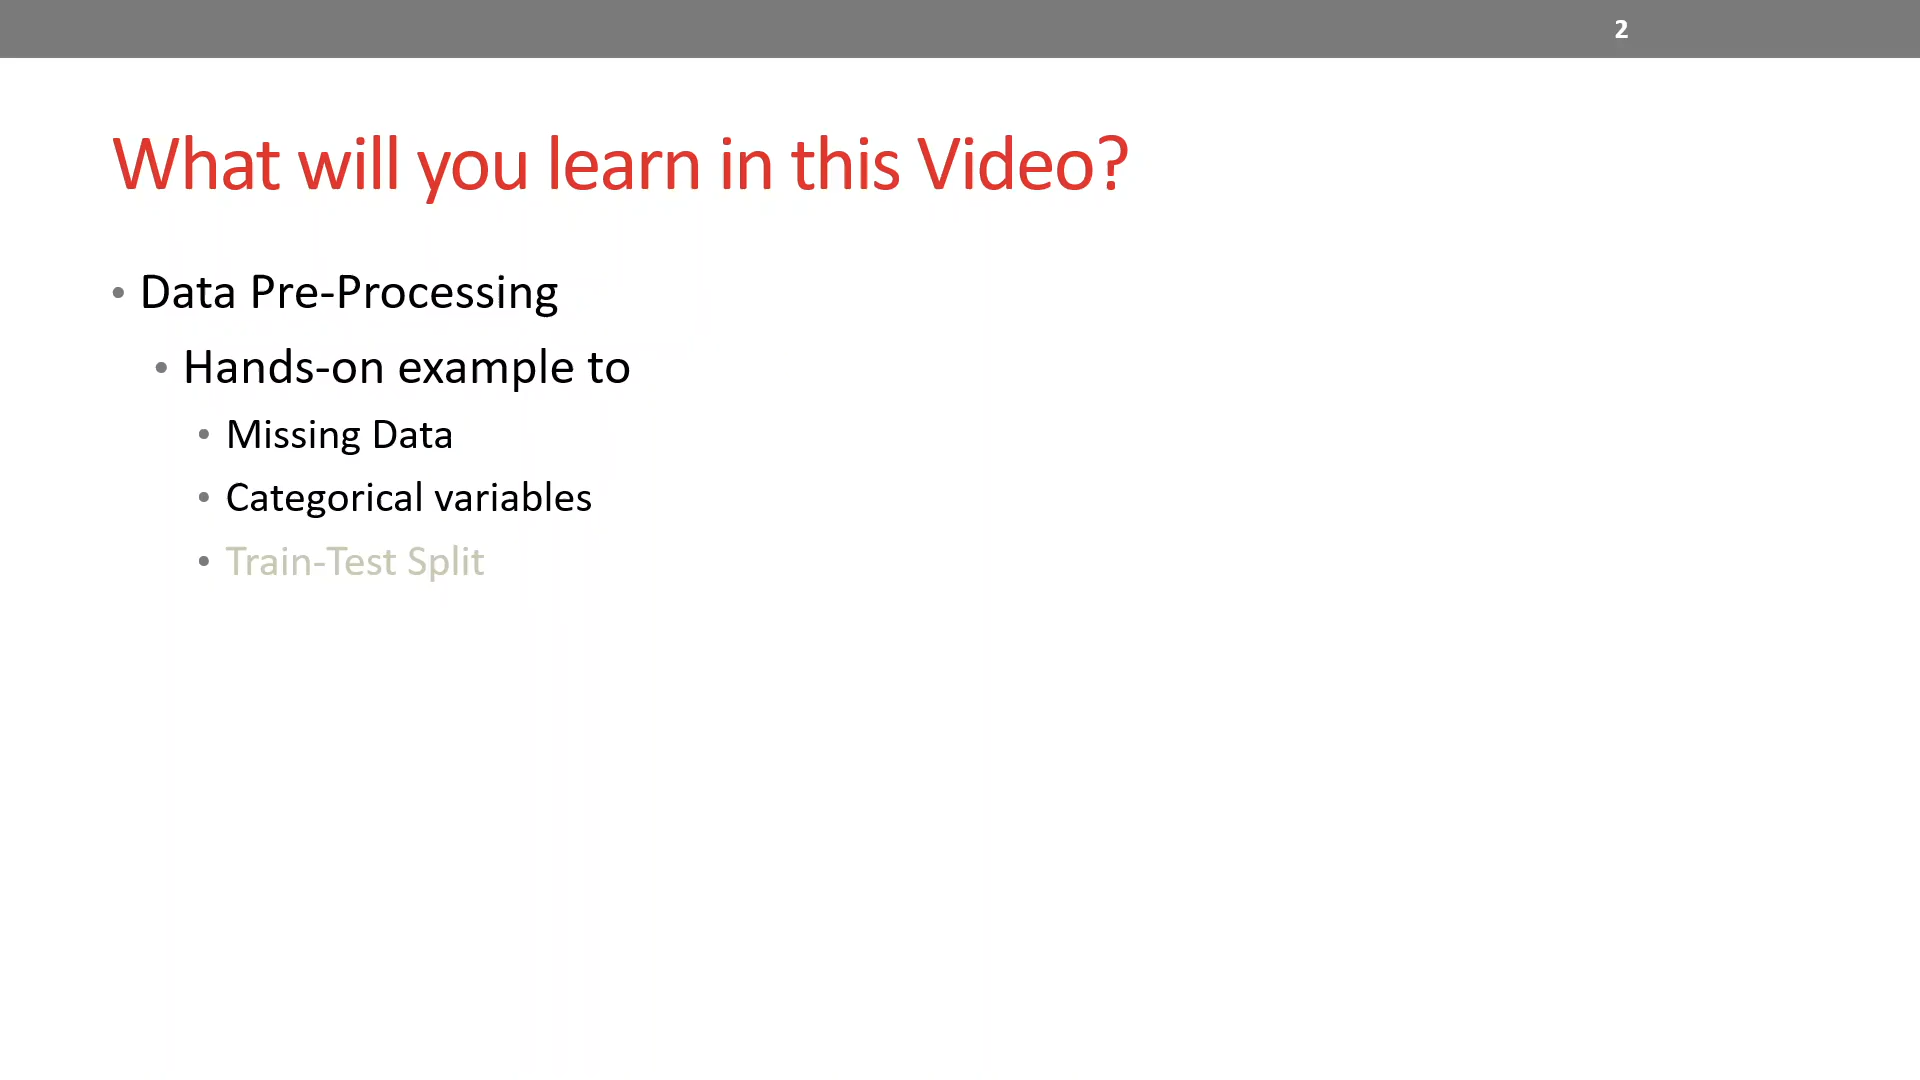 2
What will you learn in this Video?
• Data Pre-Processing
• Hands-on example to
• Missing Data
• Categorical variables
• Train-Test Split